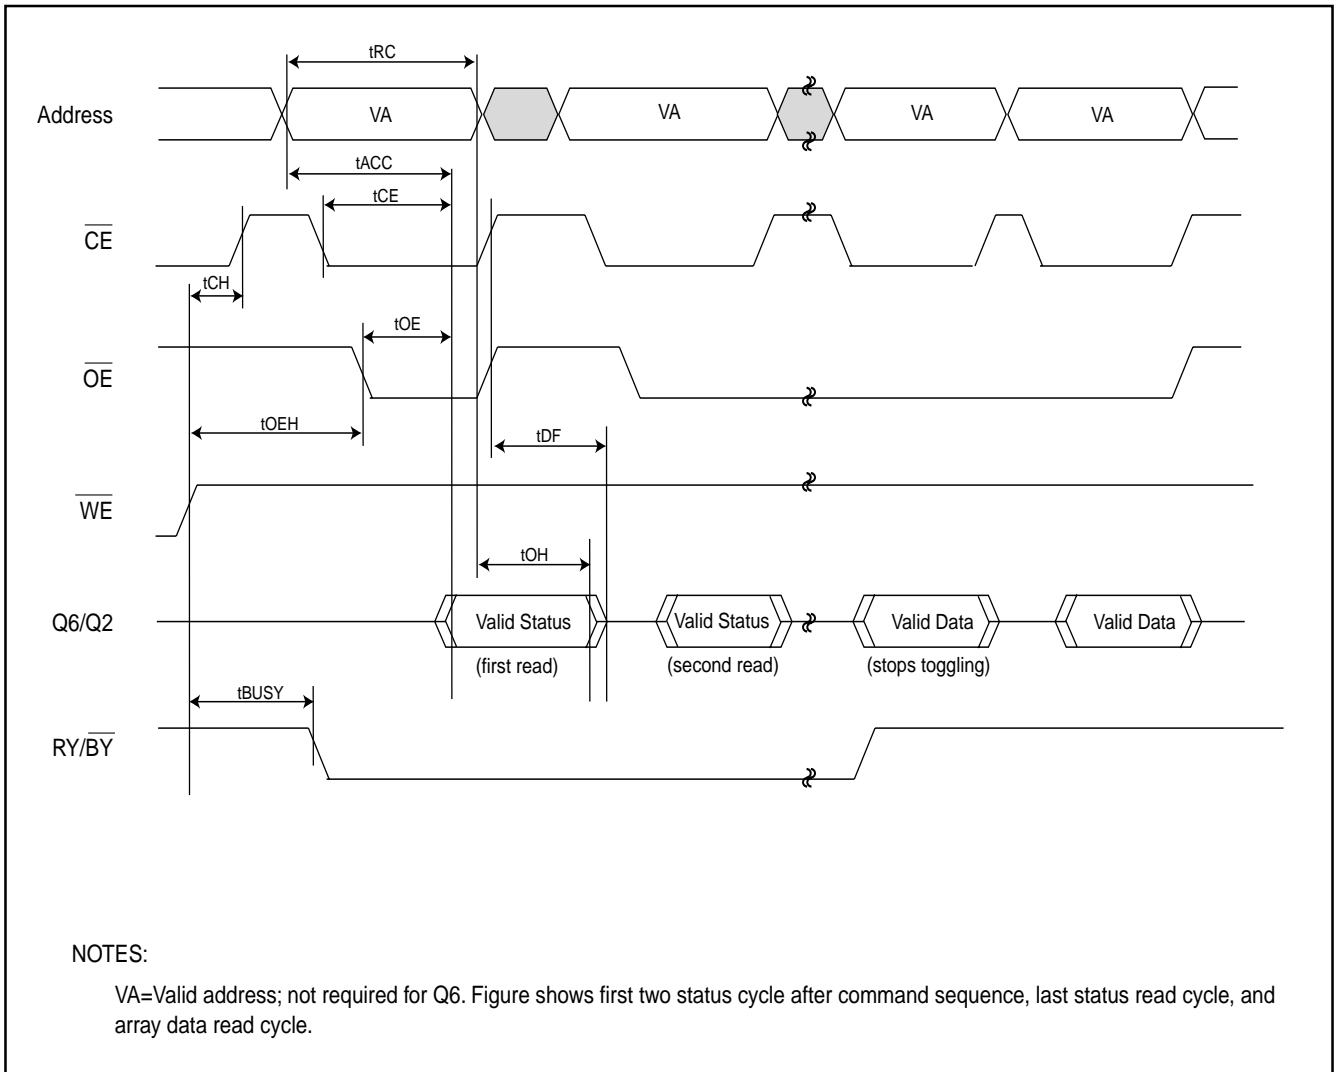 tRC
Address
VA
VA
VA
VA
tACC
tCE
CE
tCH
tOE
OE
tOEH
tDF
WE
tOH
Q6/Q2
Valid Status
Valid Status
Valid Data
Valid Data
(first read)
(second read)
(stops toggling)
tBUSY
RY/BY
NOTES:
VA=Valid address; not required for Q6. Figure shows first two status cycle after command sequence, last status read cycle, and
array data read cycle.